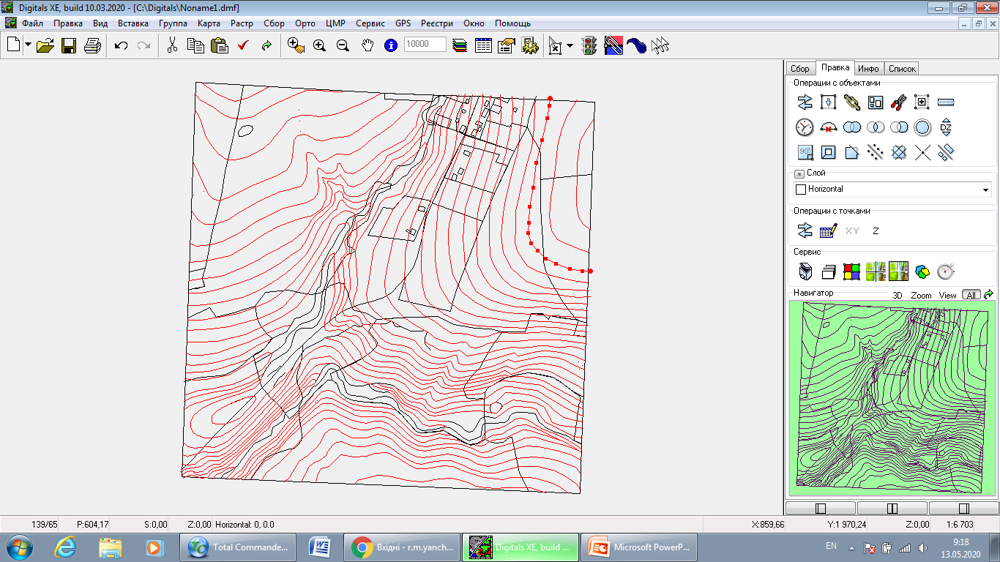 Digitals XE, build 10.03.2020 - [C:\Digitals\Noname1.dmf]
Файл Правка Вид Вставка Группа Карта Растр Сбор Орто ЦМР Сервис GPS Реестри Окно Помощь
10000
Сбор Правка Инфо Список
Операции с объектами
DZ
90°
Слой
Horizontal
Операции с точками
XY Z
Сервис
Навигатор 3D Zoom View All
139/65 P:604,17 S:0,00 Z:0,00 Horizontal: 0, 0.0 X:859,66 Y:1 970,24 Z:0,00 1:6 703
Total Commande... Вхідні - r.m.yanch... Digitals XE, build ... Microsoft PowerP... EN 9:18
13.05.2020